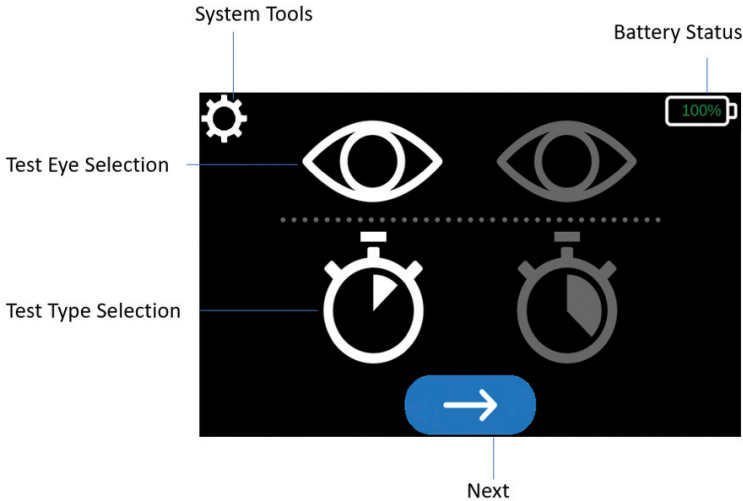 System Tools
Battery Status
100%
Test Eye Selection
Test Type Selection
Next